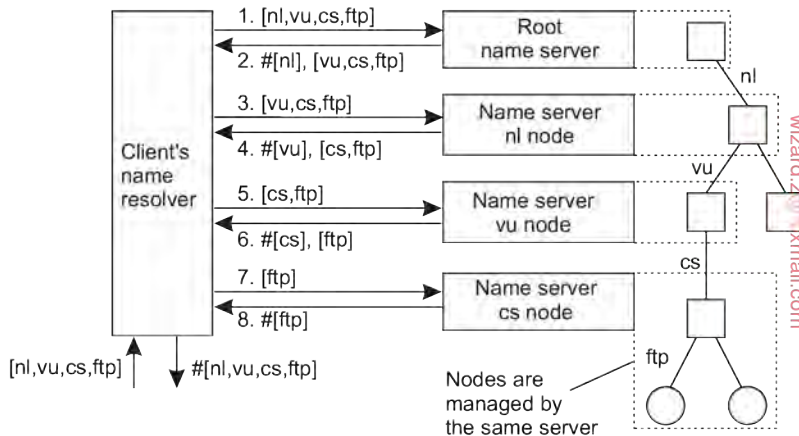 1. [nl,vu,cs,ftp]
2. #[nl], [vu,cs,ftp]
3. [vu,cs,ftp]
4. #[vu], [cs,ftp]
5. [cs,ftp]
6. #[cs], [ftp]
7. [ftp]
8. #[ftp]
Client's
name
resolver
[nl,vu,cs,ftp]
#[nl,vu,cs,ftp]
Root
name server
Name server
nl node
Name server
vu node
Name server
cs node
nl
vu
cs
ftp
Nodes are
managed by
the same server